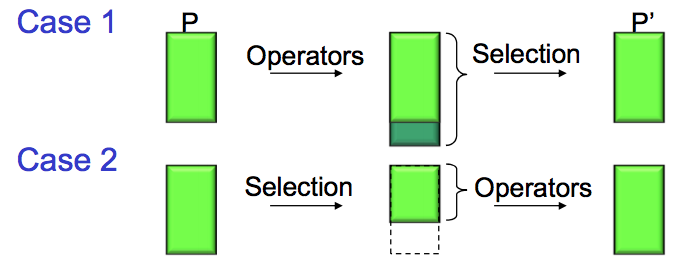 Case 1
P
Operators
Selection
P’
Case 2
Selection
Operators